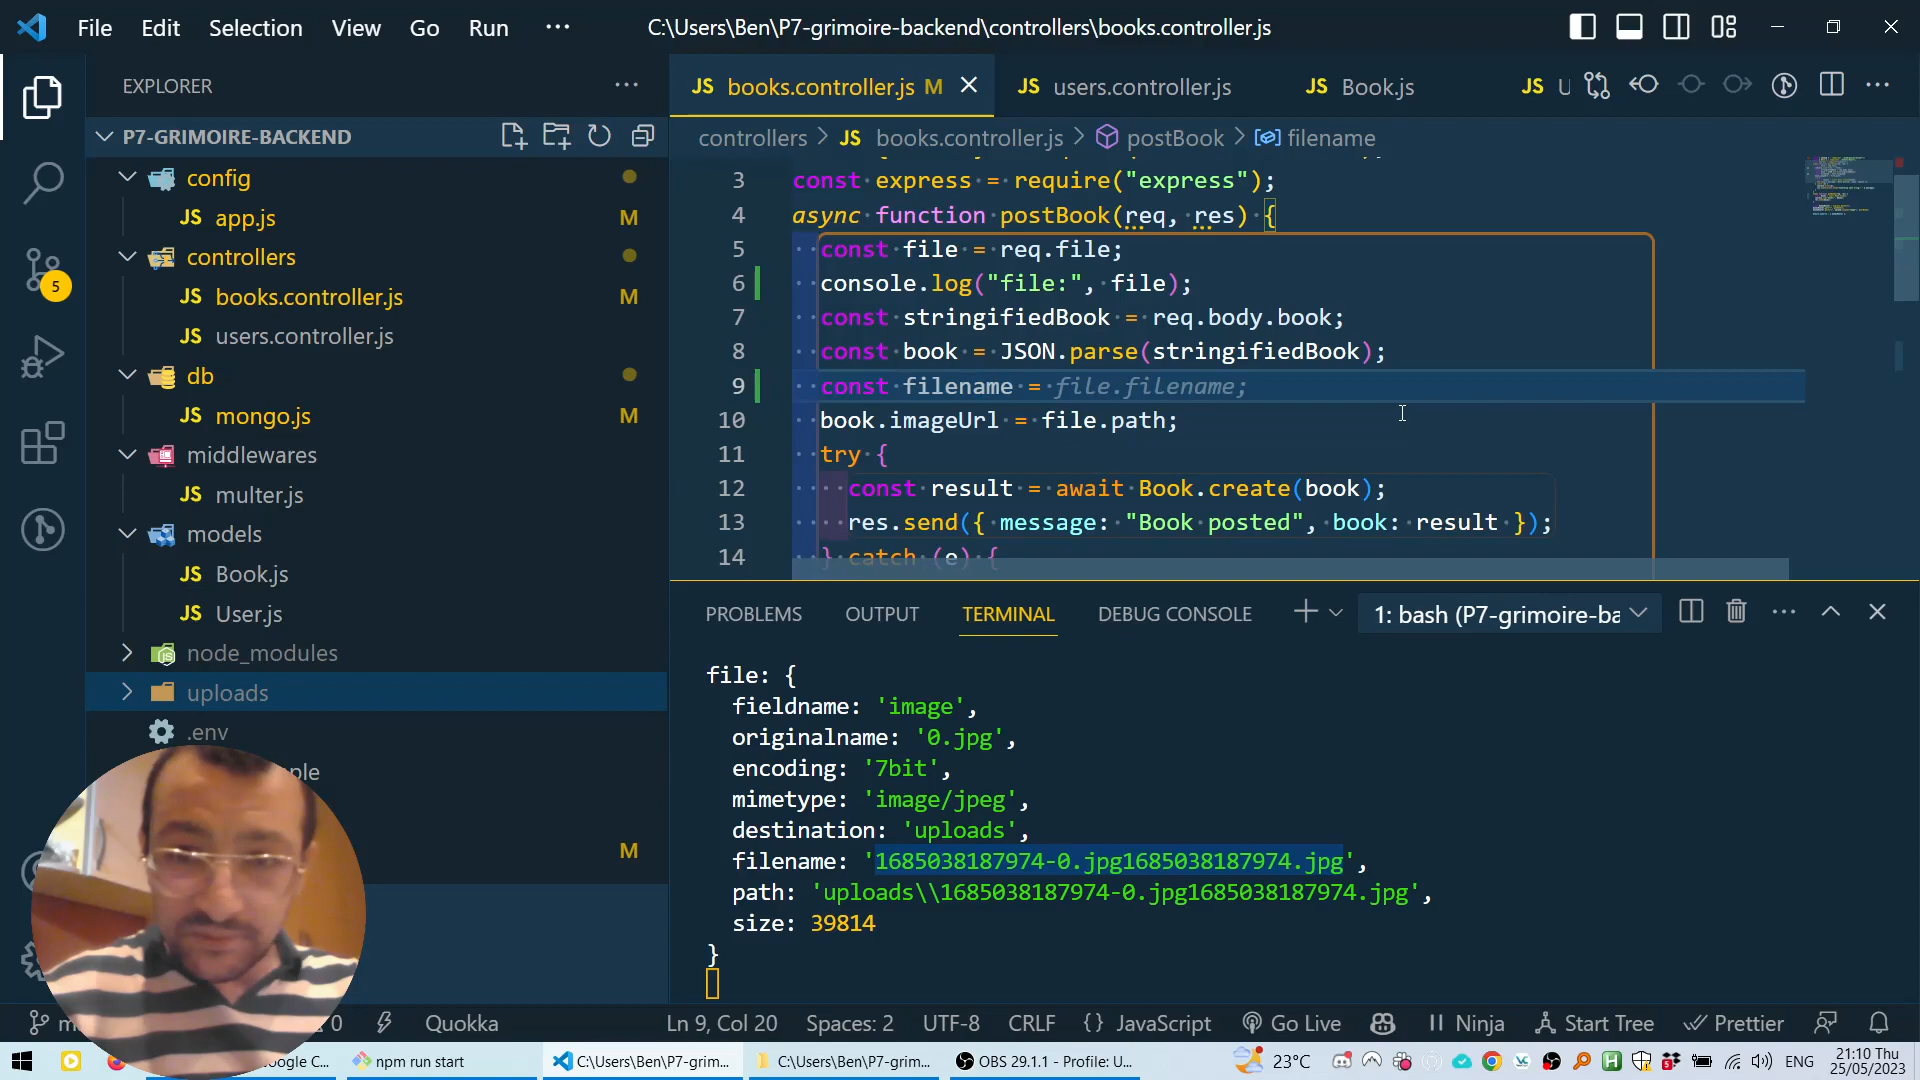 File Edit Selection View Go Run ··· C:\Users\Ben\P7-grimoire-backend\controllers\books.controller.js
EXPLORER
JS books.controller.js M JS users.controller.js JS Book.js JS U
P7-GRIMOIRE-BACKEND
controllers > JS books.controller.js > postBook > filename
config
app.js M
controllers
books.controller.js M
users.controller.js
db
mongo.js M
middlewares
multer.js
models
Book.js
User.js
node_modules
uploads
.env
ple
M
5
3 const express = require("express");
4 async function postBook(req, res) {
5 const file = req.file;
6 console.log("file:", file);
7 const stringifiedBook = req.body.book;
8 const book = JSON.parse(stringifiedBook);
9 const filename = file.filename;
10 book.imageUrl = file.path;
11 try {
12 const result = await Book.create(book);
13 res.send({ message: "Book posted", book: result });
14 } catch (e) {
PROBLEMS OUTPUT TERMINAL DEBUG CONSOLE 1: bash (P7-grimoire-ba
file: {
fieldname: 'image',
originalname: '0.jpg',
encoding: '7bit',
mimetype: 'image/jpeg',
destination: 'uploads',
filename: '1685038187974-0.jpg1685038187974.jpg',
path: 'uploads\\1685038187974-0.jpg1685038187974.jpg',
size: 39814
}
0 Quokka Ln 9, Col 20 Spaces: 2 UTF-8 CRLF {} JavaScript Go Live Ninja Start Tree Prettier
oogle C... npm run start C:\Users\Ben\P7-grim... C:\Users\Ben\P7-grim... OBS 29.1.1 - Profile: U... 23°C ENG 21:10 Thu
25/05/2023